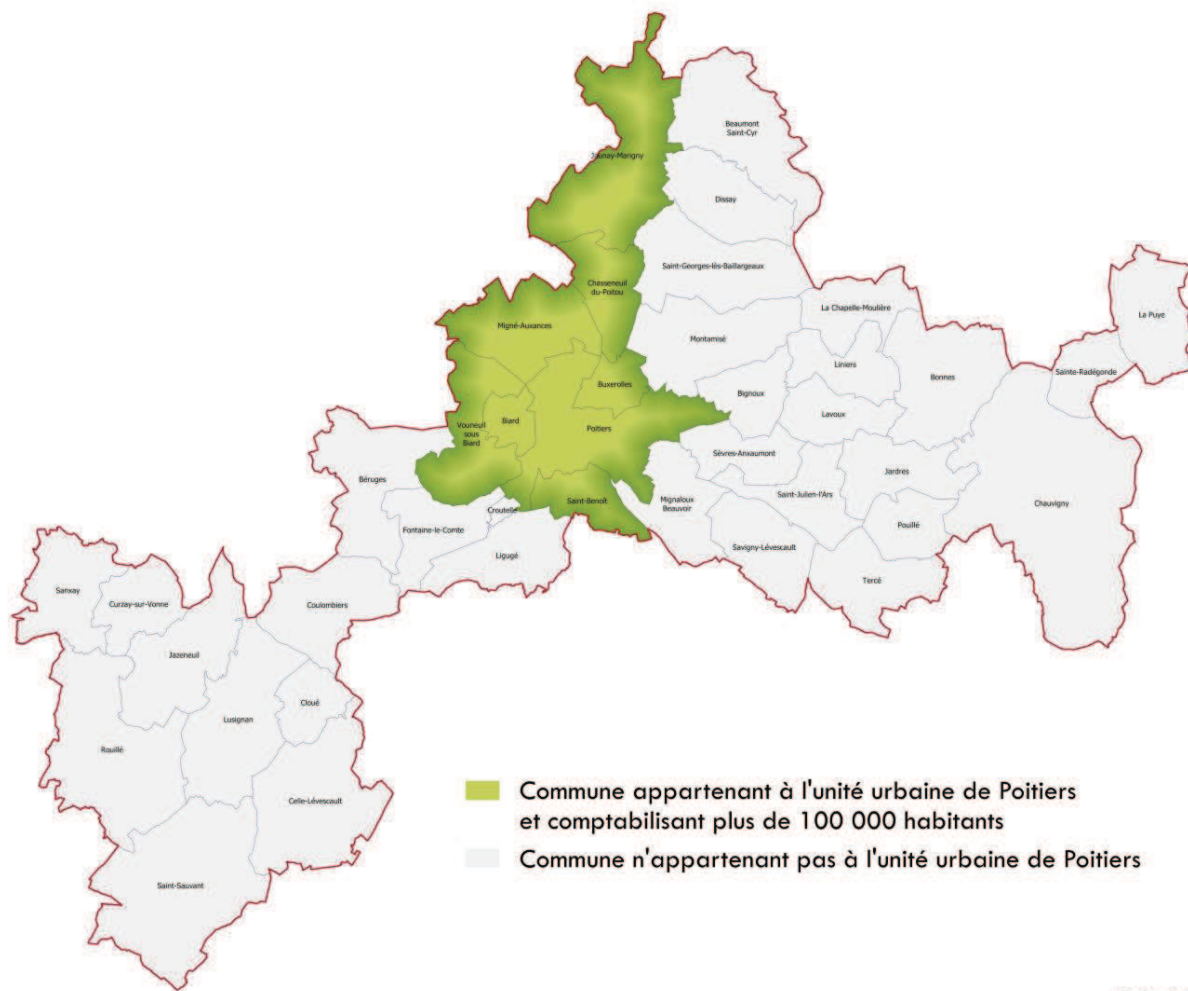 Beaumont
Saint-Cyr
Jaunay-Marigny
Dissay
Saint-Georges-lès-Baillargeaux
Chasseneuil
du-Poitou
La Chapelle-Moulière
La Puye
Migné-Auxances
Montamisé
Liniers
Bonnes
Sainte-Radégonde
Buxerolles
Bignoux
Lavoux
Vouneuil
sous
Biard
Biard
Poitiers
Sèvres-Anxaumont
Jardres
Béruges
Saint-Benoît
Mignaloux
Beauvoir
Saint-Julien-l'Ars
Chauvigny
Croutelle
Fontaine-le-Comte
Pouillé
Ligugé
Savigny-Lévescault
Tercé
Sanxay
Curzay-sur-Vonne
Coulombiers
Jazeneuil
Cloué
Lusignan
Rouillé
Celle-Lévescault
Saint-Sauvant
Commune appartenant à l'unité urbaine de Poitiers
et comptabilisant plus de 100 000 habitants
Commune n'appartenant pas à l'unité urbaine de Poitiers